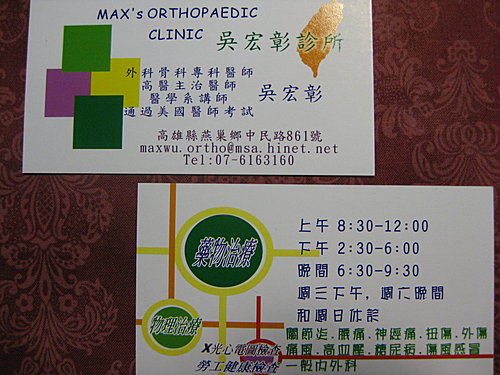 MAX's ORTHOPAEDIC
CLINIC 吳宏彰診所
外科骨科專科醫師
高醫主治醫師
醫學系講師
通過美國醫師考試
吳宏彰
高雄縣燕巢鄉中民路861號
maxwu.ortho@msa.hinet.net
Tel:07-6163160
藥物治療
物理治療
X光心電圖檢查
勞工健康檢查
上午 8:30-12:00
下午 2:30-6:00
晚間 6:30-9:30
週三下午，週六晚間
和週日休診
關節炎.腰痛.神經痛.扭傷.外傷
痛風.高血壓.糖尿病.傷風感冒
一般內外科